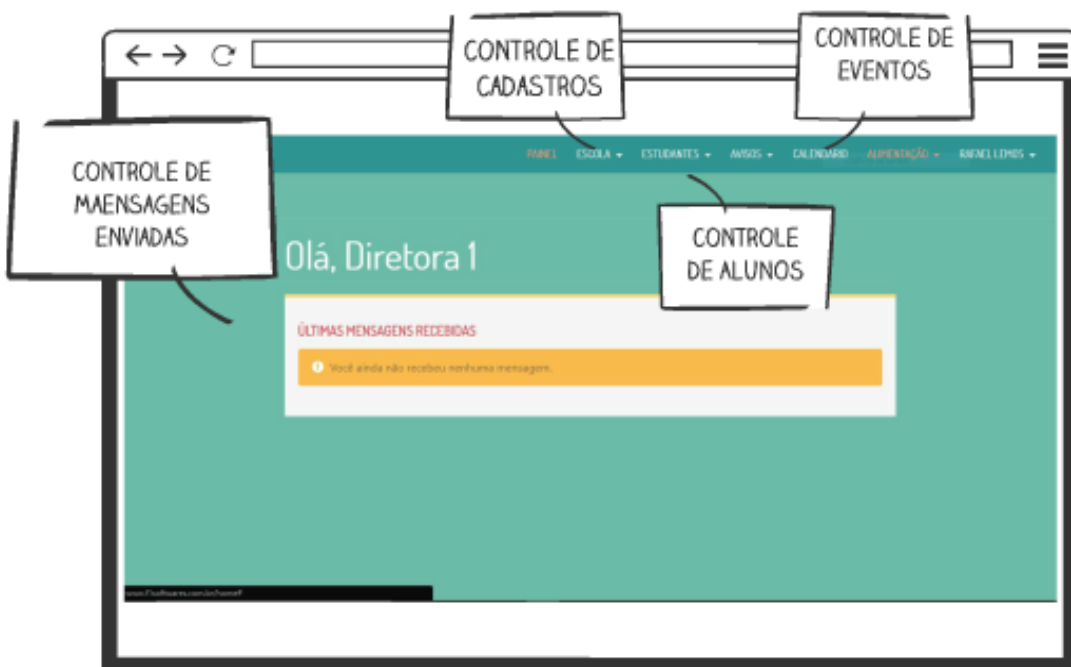 CONTROLE DE
CADASTROS
CONTROLE DE
EVENTOS
CONTROLE DE
MAENSAGENS
ENVIADAS
PAINEL ESCOLA ESTUDANTES AVISOS CALENDÁRIO ALIMENTAÇÃO RAFAEL LEMOS
CONTROLE
DE ALUNOS
Olá, Diretora 1
ÚLTIMAS MENSAGENS RECEBIDAS
Você ainda não recebeu nenhuma mensagem.